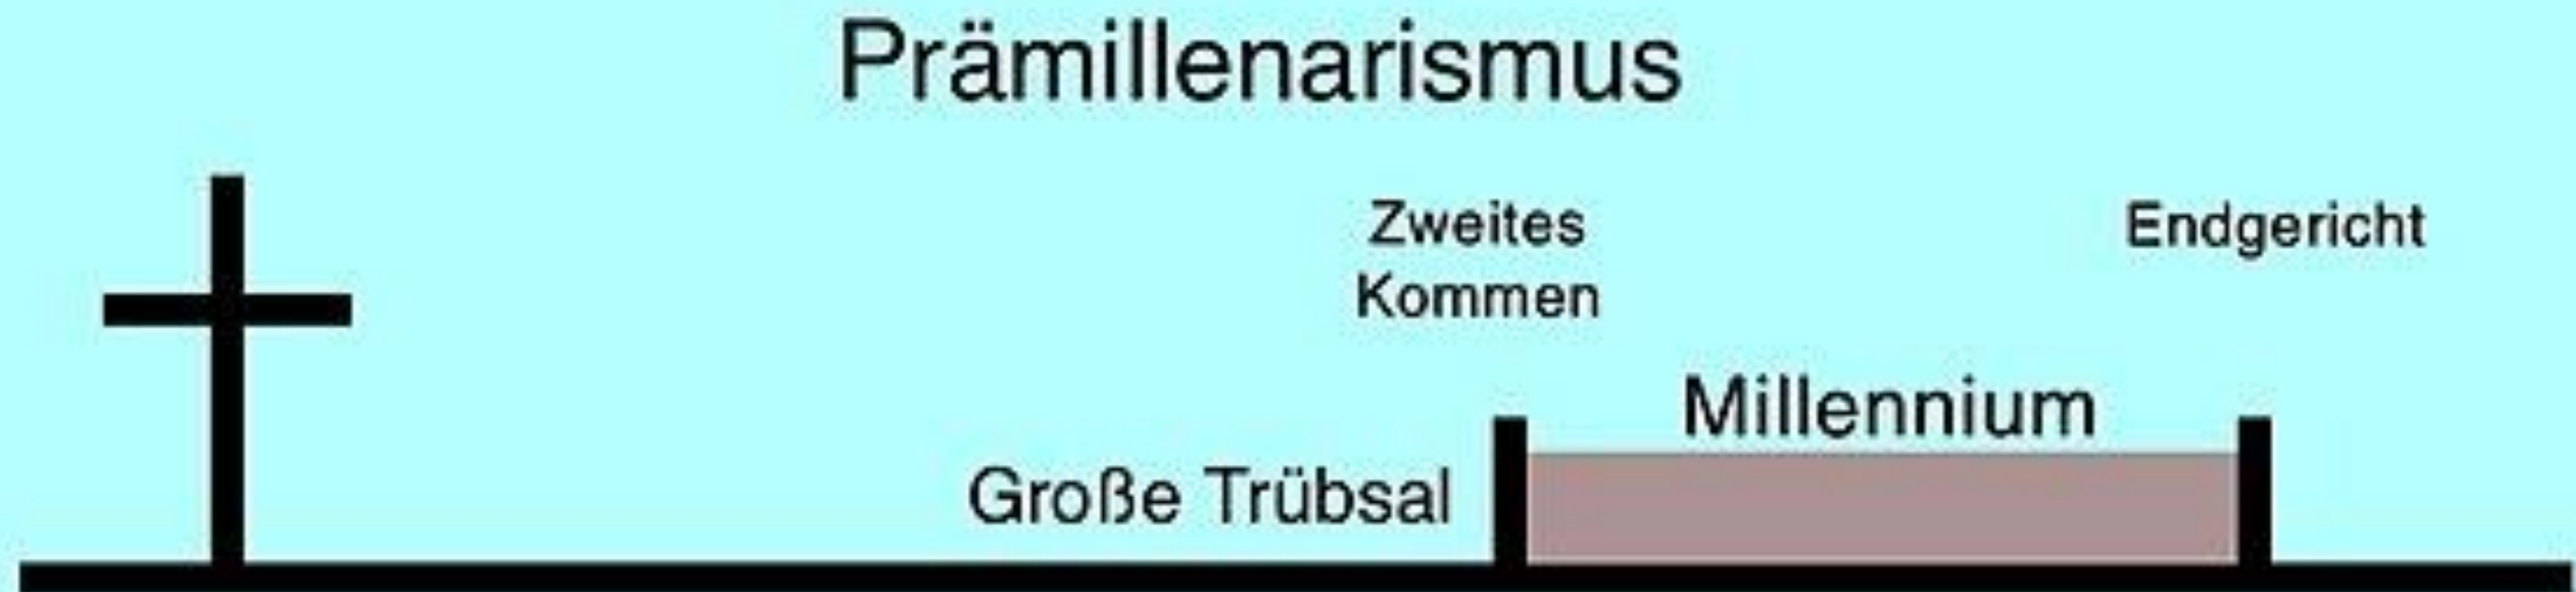 Prämillenarismus
Zweites
Kommen
Endgericht
Millennium
Große Trübsal